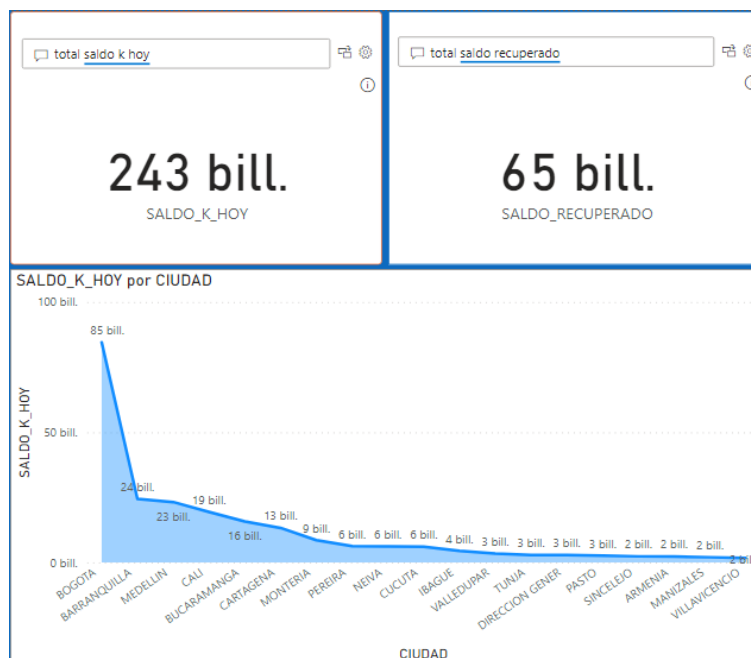 total saldo k hoy
total saldo recuperado
243 bill.
SALDO_K_HOY
65 bill.
SALDO_RECUPERADO
SALDO_K_HOY por CIUDAD
100 bill.
50 bill.
0 bill.
SALDO_K_HOY
85 bill.
24 bill.
23 bill.
19 bill.
16 bill.
13 bill.
9 bill.
6 bill.
6 bill.
6 bill.
4 bill.
3 bill.
3 bill.
3 bill.
3 bill.
2 bill.
2 bill.
2 bill.
2 bill.
BOGOTA
BARRANQUILLA
MEDELLIN
CALI
BUCARAMANGA
CARTAGENA
MONTERIA
PEREIRA
NEIVA
CUCUTA
IBAGUE
VALLEDUPAR
TUNJA
DIRECCION GENER
PASTO
SINCELEJO
ARMENIA
MANIZALES
VILLAVICENCIO
CIUDAD